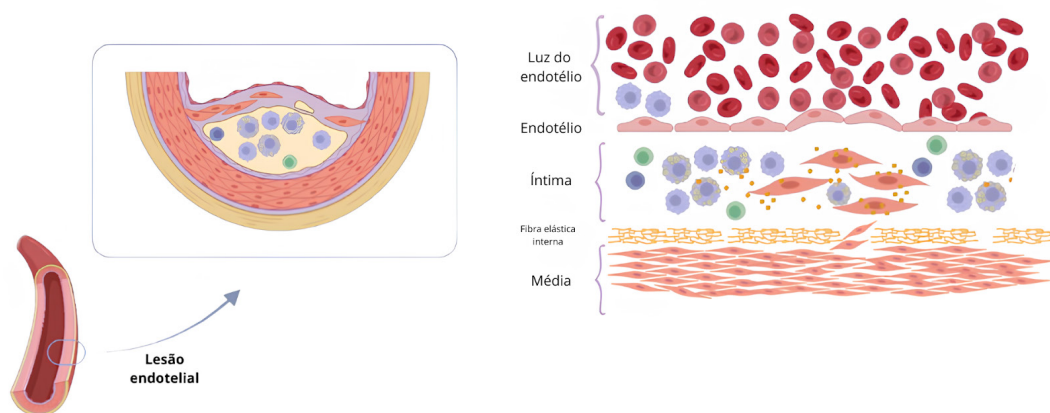 Luz do
endotélio
Endotélio
Íntima
Fibra elástica
interna
Média
Lesão
endotelial